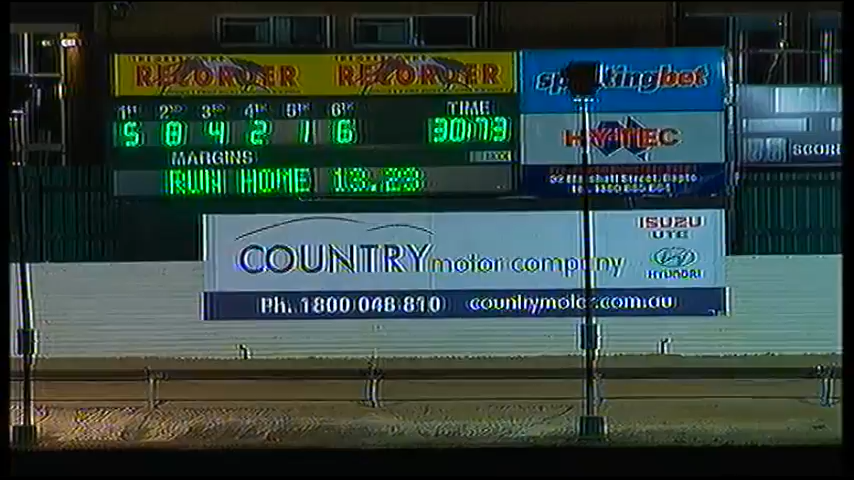 RECORDER RECORDER
1ST 2ND 3RD 4TH 5TH 6TH TIME
5 8 4 2 1 6 30.73
MARGINS
RUN HOME 13.23
sportingbet
HY-TEC
SCORE
COUNTRY motor company
ISUZU
UTE
HYUNDAI
Ph. 1800 048 810 countrymotor.com.au